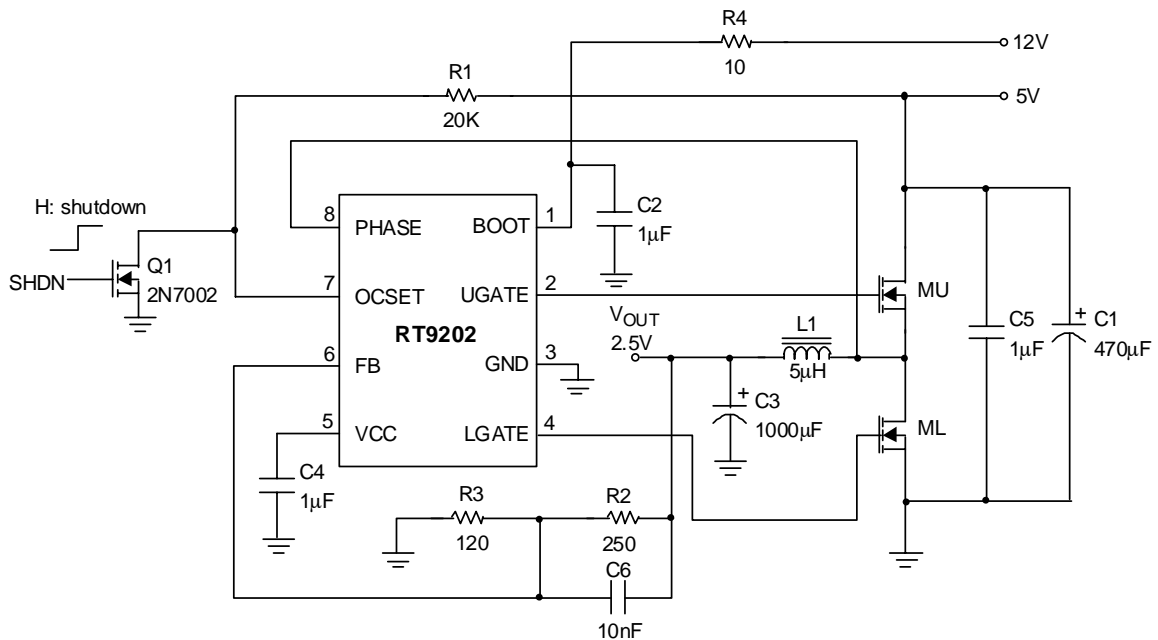 R4
12V
10
R1
5V
20K
H: shutdown
8 PHASE BOOT 1
C2
1μF
Q1
SHDN
2N7002
7 OCSET UGATE 2
MU
RT9202
VOUT
2.5V
L1
5μH
C5
1μF
+ C1
470μF
6 FB GND 3
+ C3
1000μF
5 VCC LGATE 4
ML
C4
1μF
R3
120
R2
250
C6
10nF